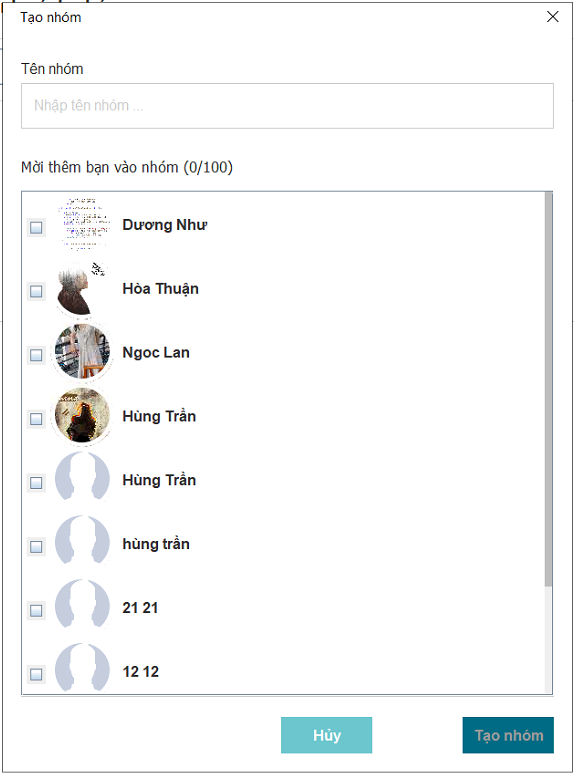 Tạo nhóm
Tên nhóm
Nhập tên nhóm ...
Mời thêm bạn vào nhóm (0/100)
Dương Như
Hòa Thuận
Ngoc Lan
Hùng Trần
Hùng Trần
hùng trần
21 21
12 12
Hủy
Tạo nhóm